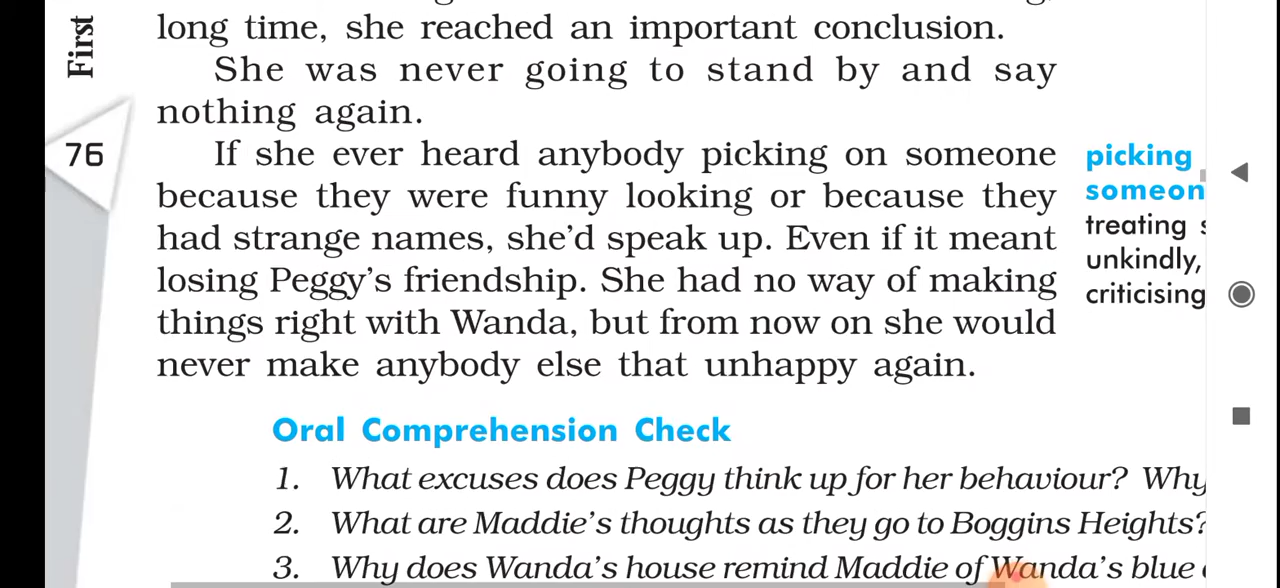 First
long time, she reached an important conclusion.
She was never going to stand by and say
nothing again.
76
If she ever heard anybody picking on someone
because they were funny looking or because they
had strange names, she'd speak up. Even if it meant
losing Peggy's friendship. She had no way of making
things right with Wanda, but from now on she would
never make anybody else that unhappy again.
picking
someon
treating
unkindly,
criticising
Oral Comprehension Check
1. What excuses does Peggy think up for her behaviour? Why
2. What are Maddie's thoughts as they go to Boggins Heights?
3. Why does Wanda's house remind Maddie of Wanda's blue